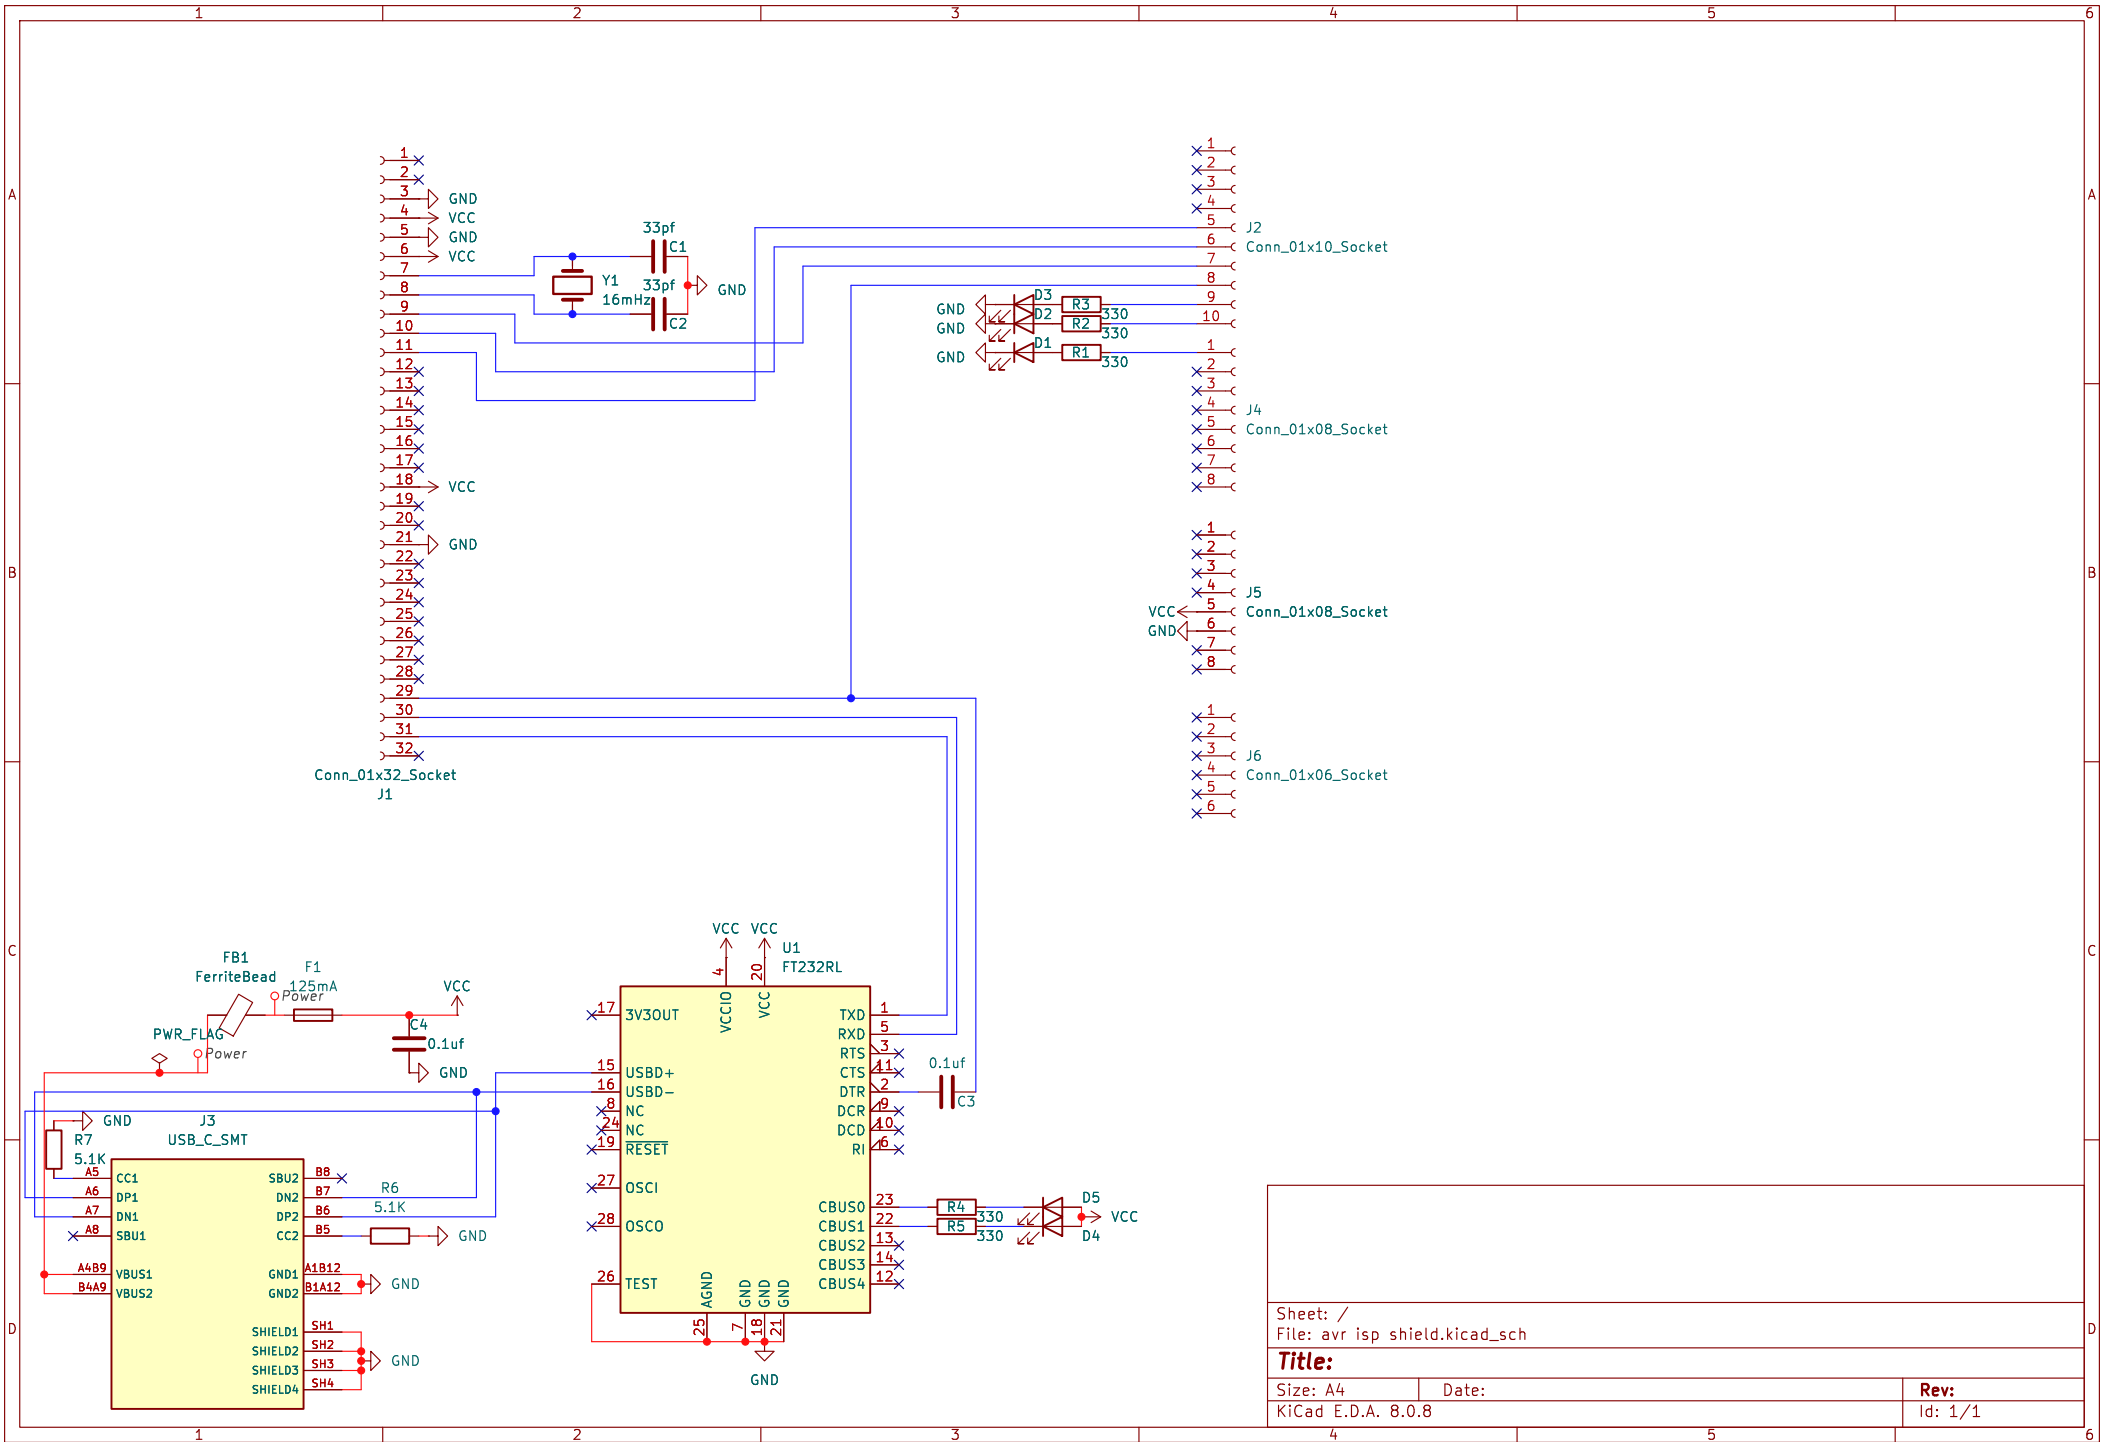 1 2 3 4 5 6
A A
B B
C C
D D
1 2 3 4 5 6
1
2
3 GND
4 VCC
5 GND
6 VCC
7
8
9
10
11
12
13
14
15
16
17
18 VCC
19
20
21 GND
22
23
24
25
26
27
28
29
30
31
32
Conn_01x32_Socket
J1
33pf
C1
Y1
16mHz
33pf
C2
GND
1
2
3
4
5
6
7
8
9
10
J2
Conn_01x10_Socket
GND D3 R3 330
GND D2 R2 330
GND D1 R1 330
1
2
3
4
5
6
7
8
J4
Conn_01x08_Socket
1
2
3
4
VCC 5
GND 6
7
8
J5
Conn_01x08_Socket
1
2
3
4
5
6
J6
Conn_01x06_Socket
FB1
FerriteBead
F1
125mA
Power
VCC
PWR_FLAG
Power
C4
0.1uf
GND
GND
R7
5.1K
J3
USB_C_SMT
A5 CC1
A6 DP1
A7 DN1
A8 SBU1
A4B9 VBUS1
B4A9 VBUS2
SBU2 B8
DN2 B7
DP2 B6
CC2 B5
GND1 A1B12
GND2 B1A12
SHIELD1 SH1
SHIELD2 SH2
SHIELD3 SH3
SHIELD4 SH4
R6
5.1K
GND
GND
GND
VCC VCC
U1
FT232RL
4 20
VCCIO VCC
17 3V3OUT
15 USBD+
16 USBD-
8 NC
24 NC
19 RESET
27 OSCI
28 OSCO
26 TEST
TXD 1
RXD 5
RTS 3
CTS 11
DTR 2
DCR 9
DCD 10
RI 6
CBUS0 23
CBUS1 22
CBUS2 13
CBUS3 14
CBUS4 12
AGND GND GND GND
25 7 18 21
GND
0.1uf
C3
R4 330
R5 330
D5
VCC
D4
Sheet: /
File: avr isp shield.kicad_sch
Title:
Size: A4 Date: Rev:
KiCad E.D.A. 8.0.8 Id: 1/1